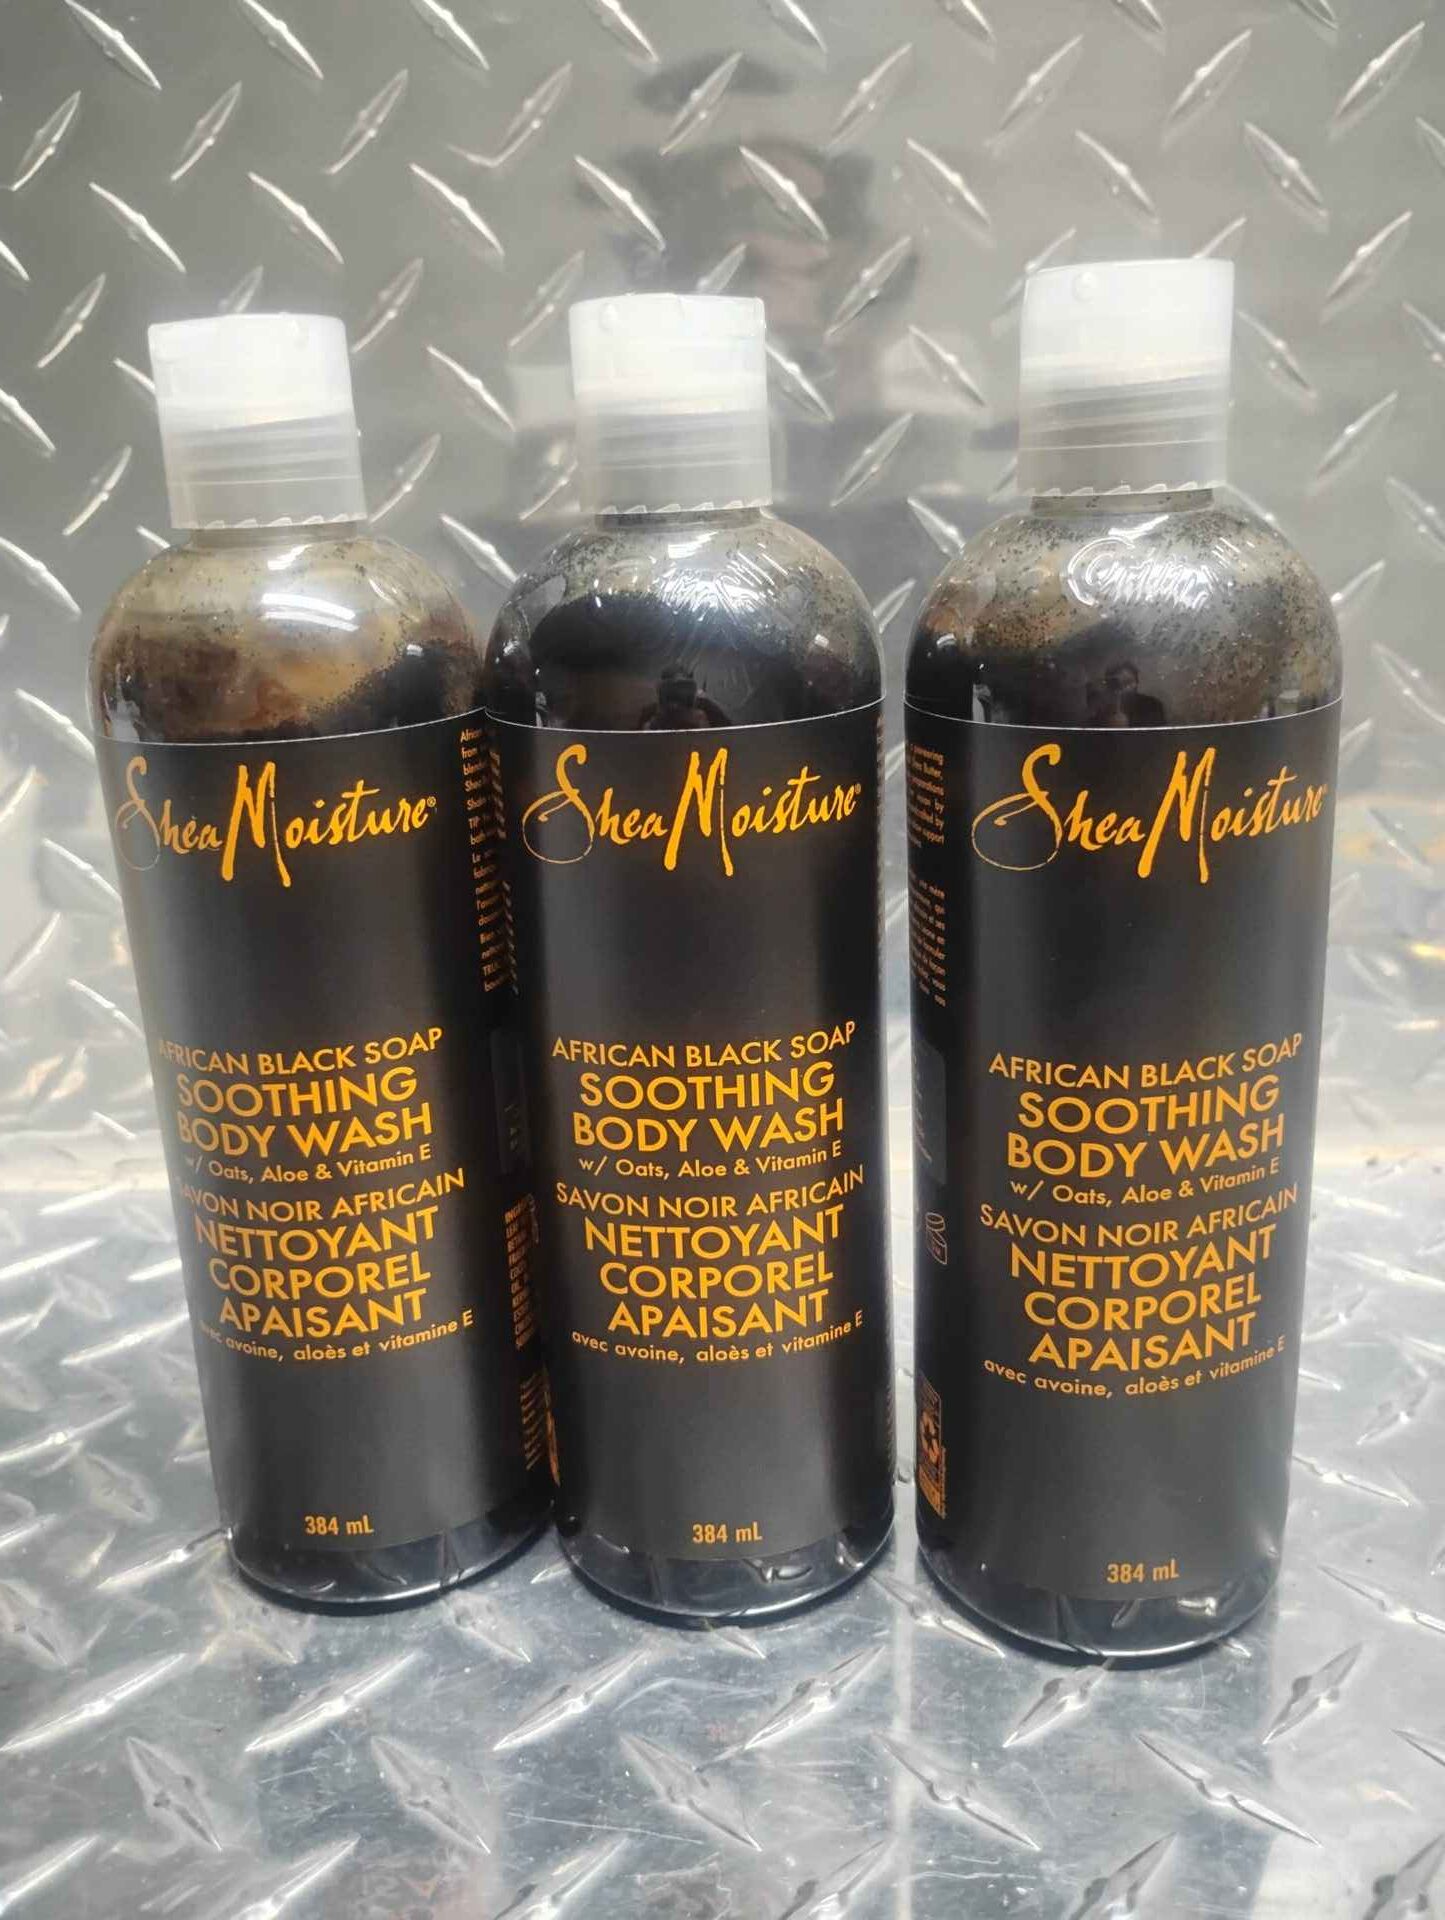 SheaMoisture®
AFRICAN BLACK SOAP
SOOTHING
BODY WASH
w/ Oats, Aloe & Vitamin E
SAVON NOIR AFRICAIN
NETTOYANT
CORPOREL
APAISANT
avec avoine, aloès et vitamine E
384 mL
SheaMoisture®
AFRICAN BLACK SOAP
SOOTHING
BODY WASH
w/ Oats, Aloe & Vitamin E
SAVON NOIR AFRICAIN
NETTOYANT
CORPOREL
APAISANT
avec avoine, aloès et vitamine E
384 mL
SheaMoisture
AFRICAN BLACK SOAP
SOOTHING
BODY WASH
w/ Oats, Aloe & Vitamin E
SAVON NOIR AFRICAIN
NETTOYANT
CORPOREL
APAISANT
avec avoine, aloès et vitamine E
384 mL